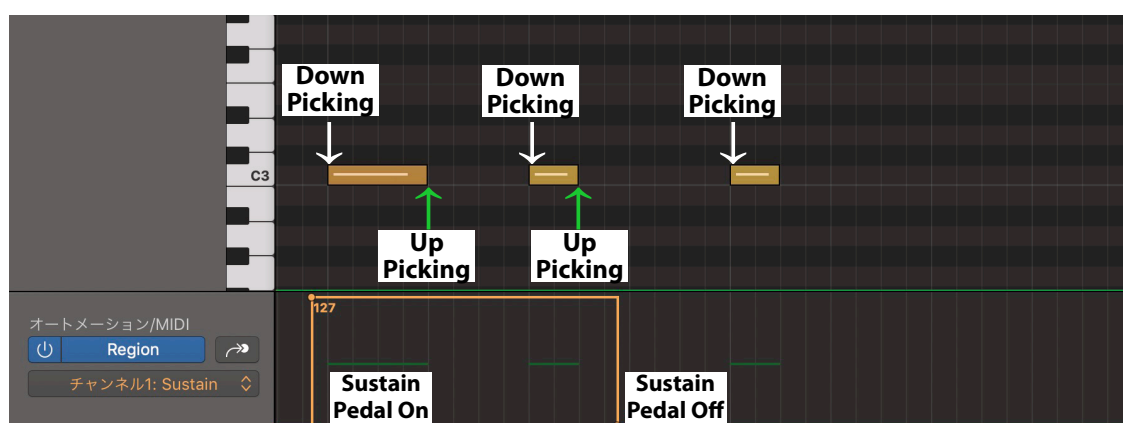 Down
Picking
Down
Picking
Down
Picking
C3
Up
Picking
Up
Picking
127
オートメーション/MIDI
Region
チャンネル1: Sustain
Sustain
Pedal On
Sustain
Pedal Off